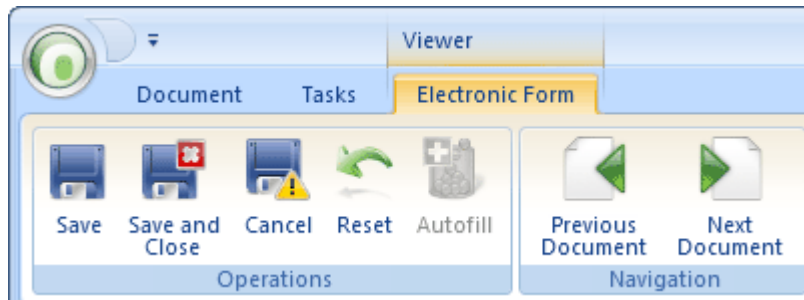 Viewer
Document Tasks Electronic Form
Save Save and Close Cancel Reset Autofill Previous Document Next Document
Operations Navigation